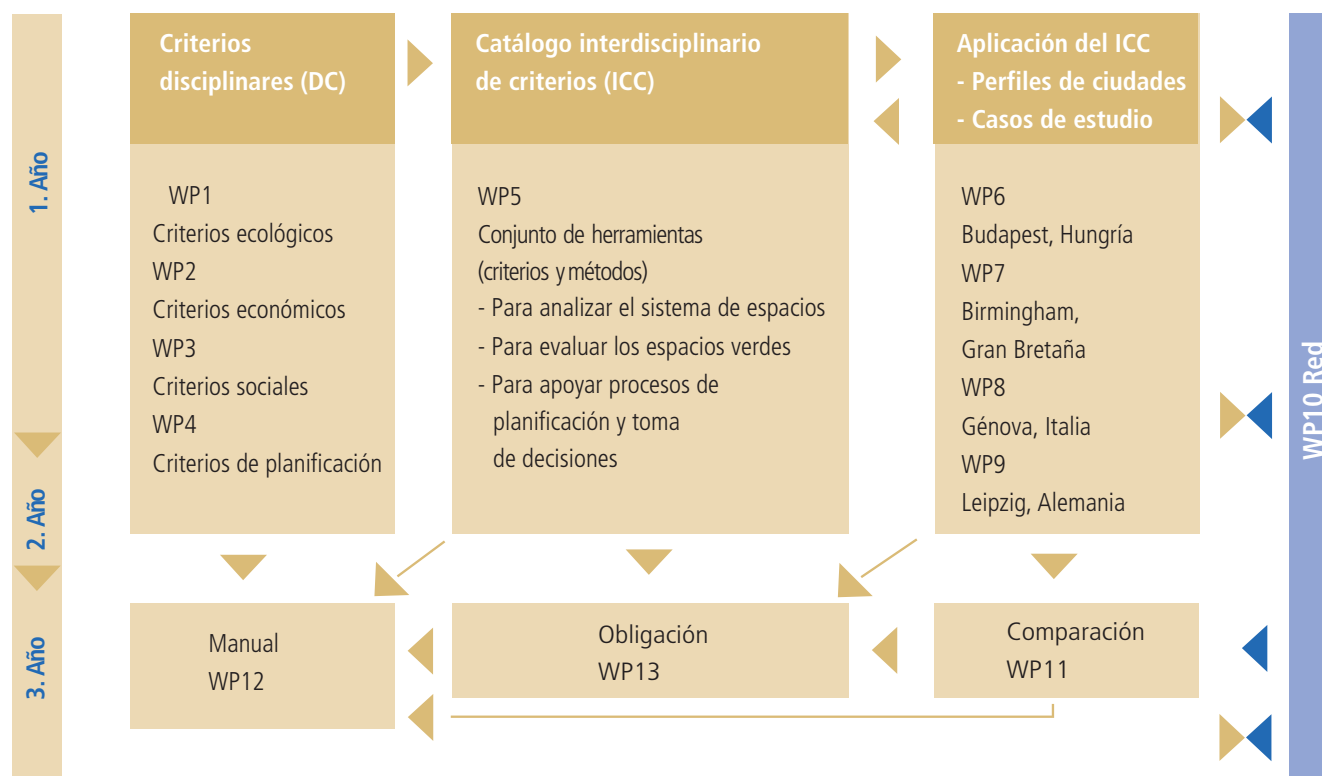 1. Año
2. Año
3. Año
Criterios
disciplinares (DC)
WP1
Criterios ecológicos
WP2
Criterios económicos
WP3
Criterios sociales
WP4
Criterios de planificación
Catálogo interdisciplinario
de criterios (ICC)
WP5
Conjunto de herramientas
(criterios y métodos)
- Para analizar el sistema de espacios
- Para evaluar los espacios verdes
- Para apoyar procesos de
planificación y toma
de decisiones
Aplicación del ICC
- Perfiles de ciudades
- Casos de estudio
WP6
Budapest, Hungría
WP7
Birmingham,
Gran Bretaña
WP8
Génova, Italia
WP9
Leipzig, Alemania
Manual
WP12
Obligación
WP13
Comparación
WP11
WP10 Red